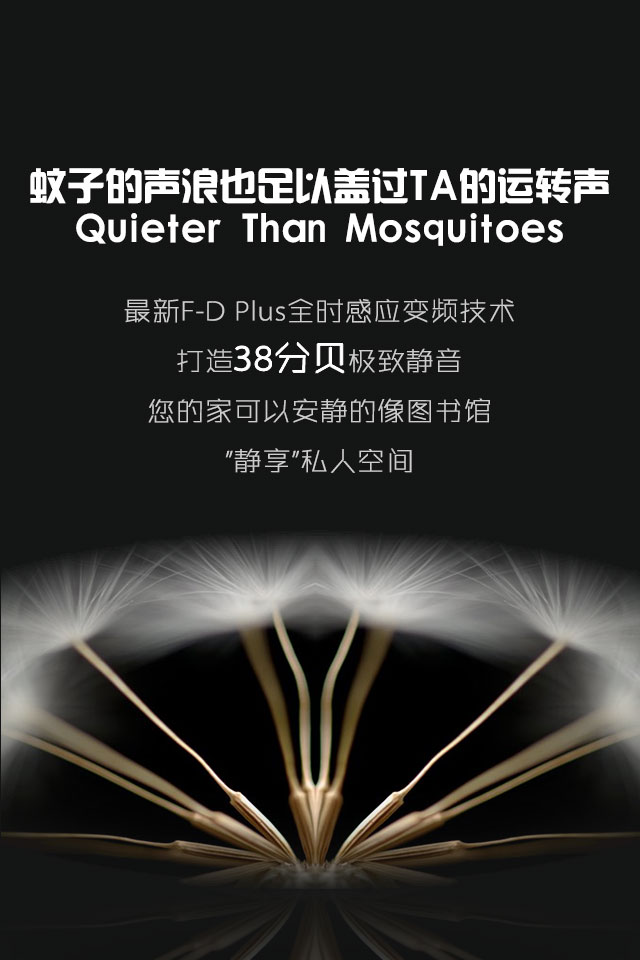 蚊子的声浪也足以盖过TA的运转声
Quieter Than Mosquitoes
最新F-D Plus全时感应变频技术
打造38分贝极致静音
您的家可以安静的像图书馆
"静享"私人空间